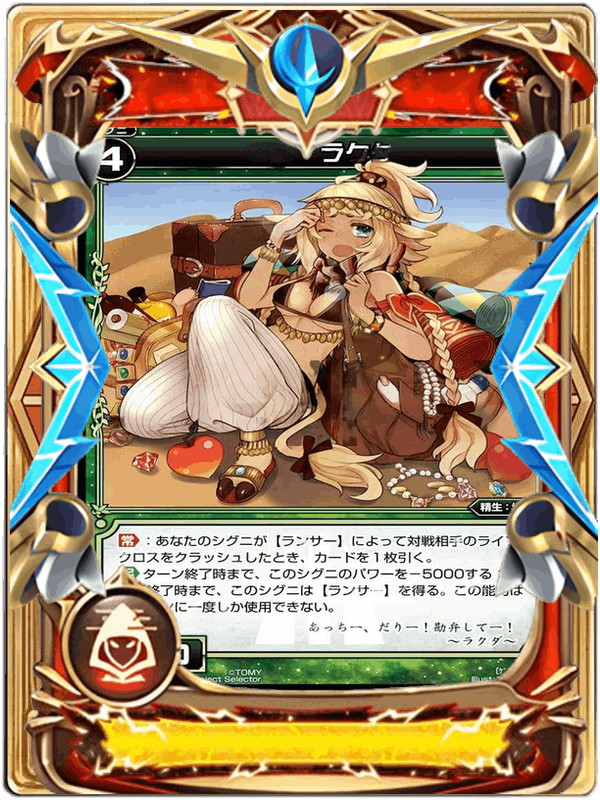 4
ラク
精生：
常：あなたのシグニが【ランサー】によって対戦相手のライ
クロスをクラッシュしたとき、カードを１枚引く。
ターン終了時まで、このシグニのパワーを－5000する
終了時まで、このシグニは【ランサー】を得る。この能力は
に一度しか使用できない。
あっちー、だりー！勘弁してー！
～ラクダ～
0
©TOMY
ect Selector
Illust